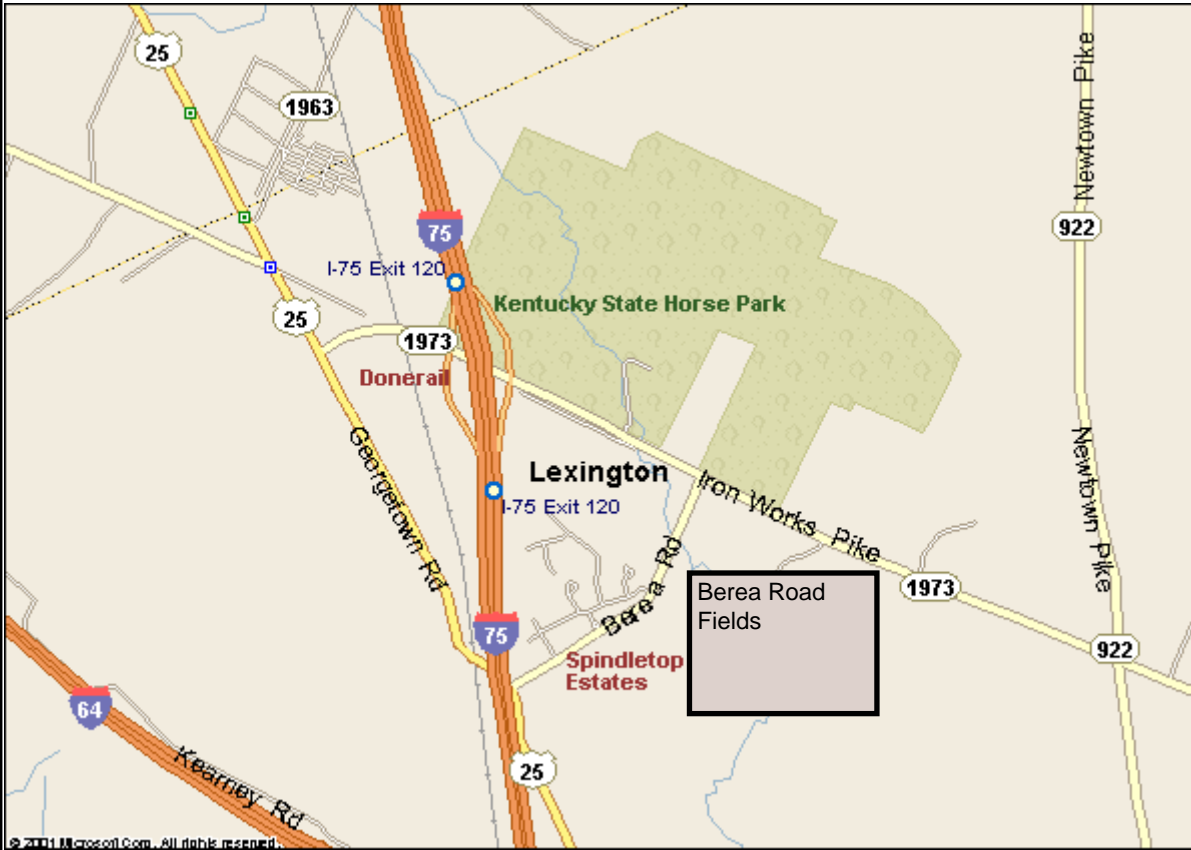 25
1963
Newtown Pike
75
922
I-75 Exit 120
Kentucky State Horse Park
25
1973
Donerail
Georgetown Rd
Lexington
I-75 Exit 120
Iron Works Pike
Newtown Pike
Berea Rd
Berea Road
Fields
1973
75
922
Spindletop
Estates
64
Kearney Rd
25
© 2001 Microsoft Corp. All rights reserved.